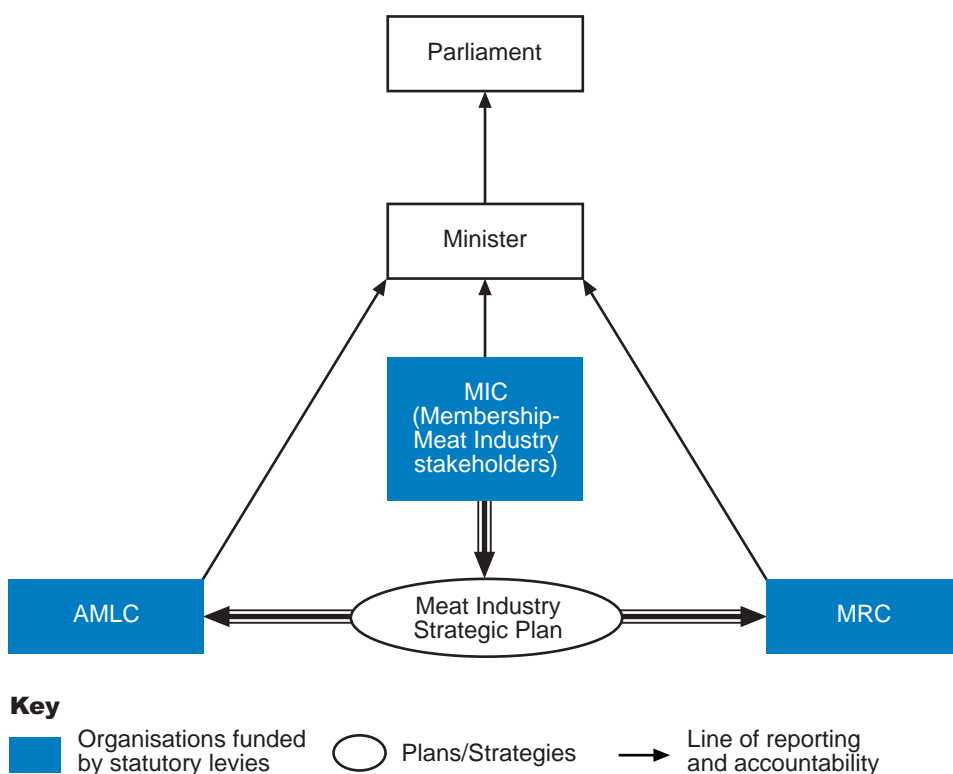 Parliament
Minister
MIC
(Membership-
Meat Industry
stakeholders)
AMLC
Meat Industry
Strategic Plan
MRC
Key
Organisations funded
by statutory levies
Plans/Strategies
Line of reporting
and accountability